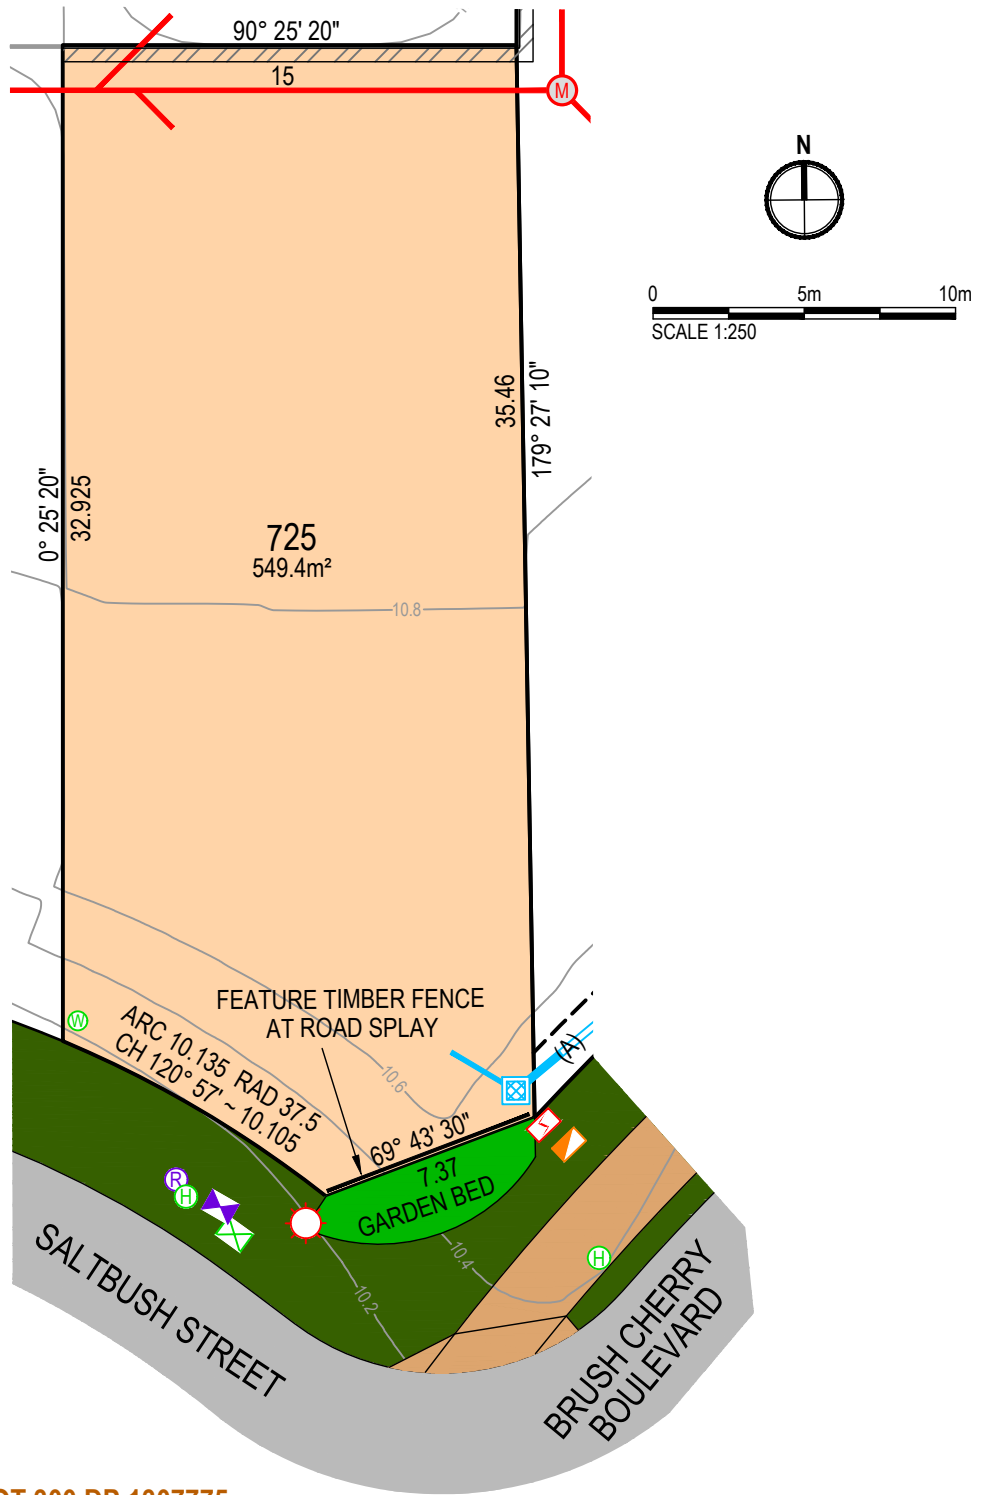 90° 25' 20"
15
M
N
0 5m 10m
SCALE 1:250
35.46
179° 27' 10"
0° 25' 20"
32.925
725
549.4m²
10.8
FEATURE TIMBER FENCE
AT ROAD SPLAY
W
ARC 10.135 RAD 37.5
CH 120° 57' ~ 10.105
10.6
(A)
69° 43' 30"
7.37
GARDEN BED
R
H
10.4
10.2
H
SALTBUSH STREET
BRUSH CHERRY
BOULEVARD